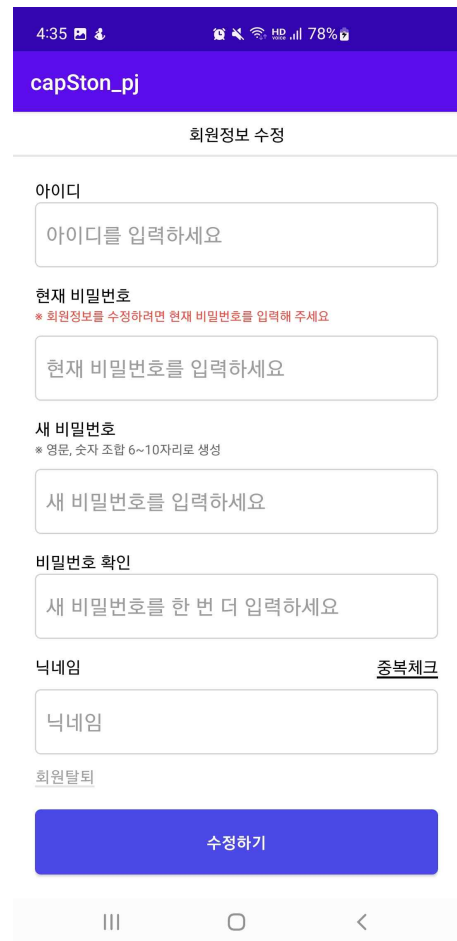 4:35 HD VOICE 78%
capSton_pj
회원정보 수정
아이디
아이디를 입력하세요
현재 비밀번호
※ 회원정보를 수정하려면 현재 비밀번호를 입력해 주세요
현재 비밀번호를 입력하세요
새 비밀번호
※ 영문, 숫자 조합 6~10자리로 생성
새 비밀번호를 입력하세요
비밀번호 확인
새 비밀번호를 한 번 더 입력하세요
닉네임 중복체크
닉네임
회원탈퇴
수정하기